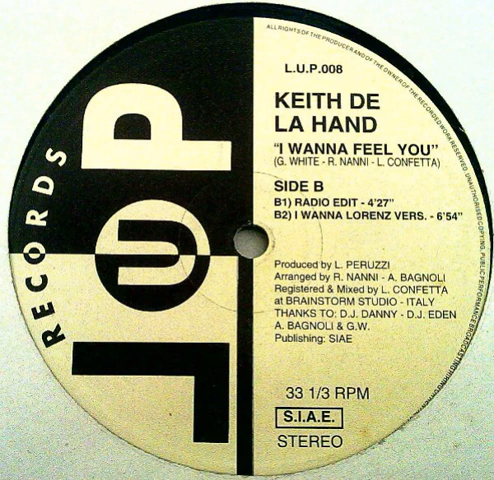 L.U.P.008
KEITH DE
LA HAND
"I WANNA FEEL YOU"
(G. WHITE - R. NANNI - L. CONFETTA)
SIDE B
B1) RADIO EDIT - 4'27"
B2) I WANNA LORENZ VERS. - 6'54"
Produced by L. PERUZZI
Arranged by R. NANNI - A. BAGNOLI
Registered & Mixed by L. CONFETTA
at BRAINSTORM STUDIO - ITALY
THANKS TO: D.J. DANNY - D.J. EDEN
A. BAGNOLI & G.W.
Publishing: SIAE
33 1/3 RPM
S.I.A.E.
STEREO
LUP
RECORDS
ALL RIGHTS OF THE PRODUCER AND OF THE OWNER OF THE RECORDED WORK RESERVED. UNAUTHORISED COPYING, PUBLIC PERFORMANCE BROADCASTING